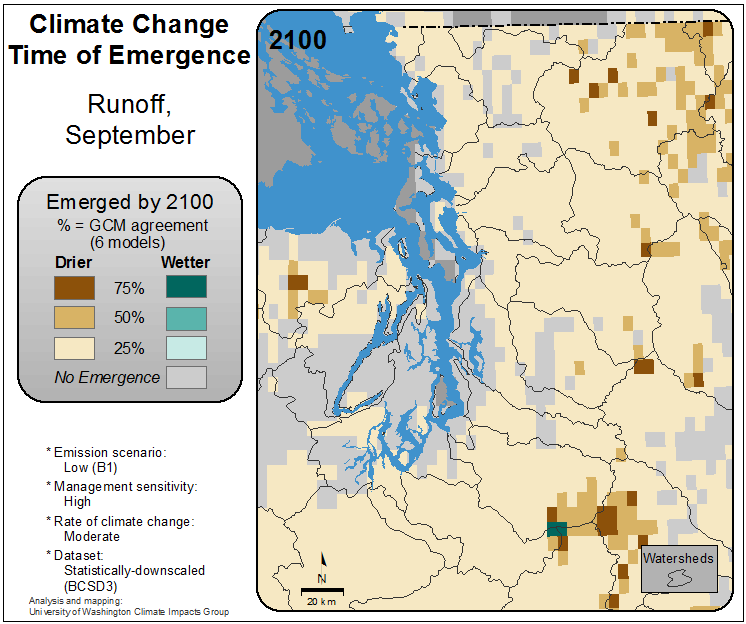 Climate Change
Time of Emergence
Runoff,
September
Emerged by 2100
% = GCM agreement
(6 models)
Drier Wetter
75%
50%
25%
No Emergence
* Emission scenario:
Low (B1)
* Management sensitivity:
High
* Rate of climate change:
Moderate
* Dataset:
Statistically-downscaled
(BCSD3)
Analysis and mapping:
University of Washington Climate Impacts Group
2100
N
20 km
Watersheds